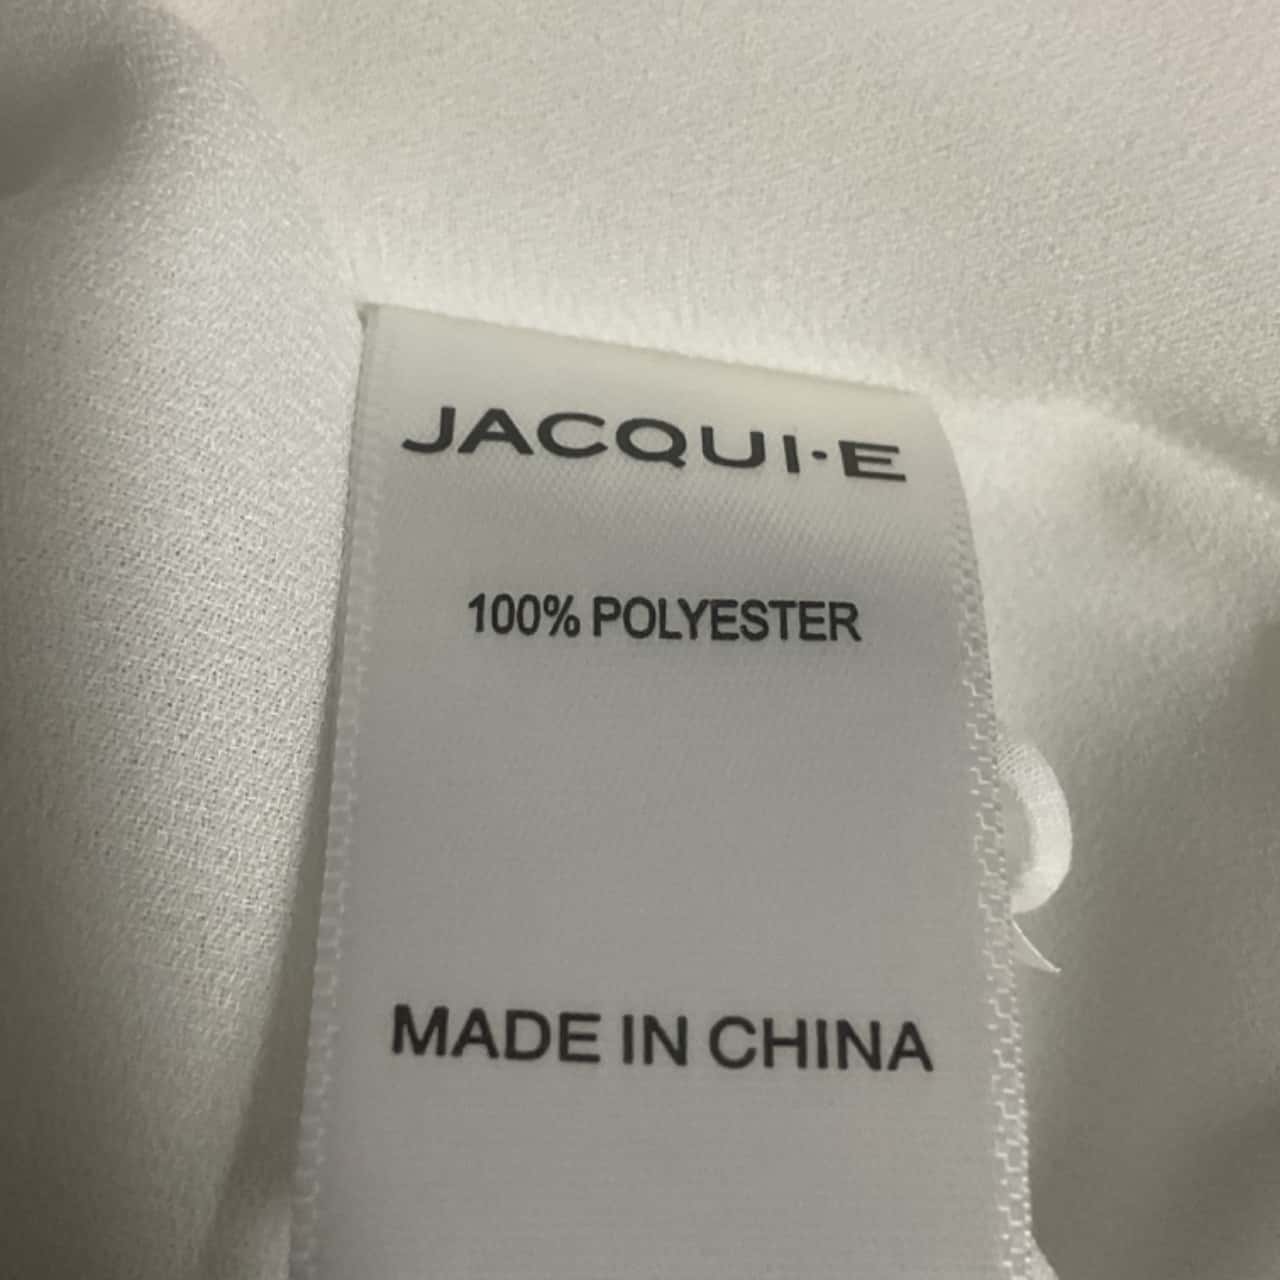 JACQUI·E
100% POLYESTER
MADE IN CHINA